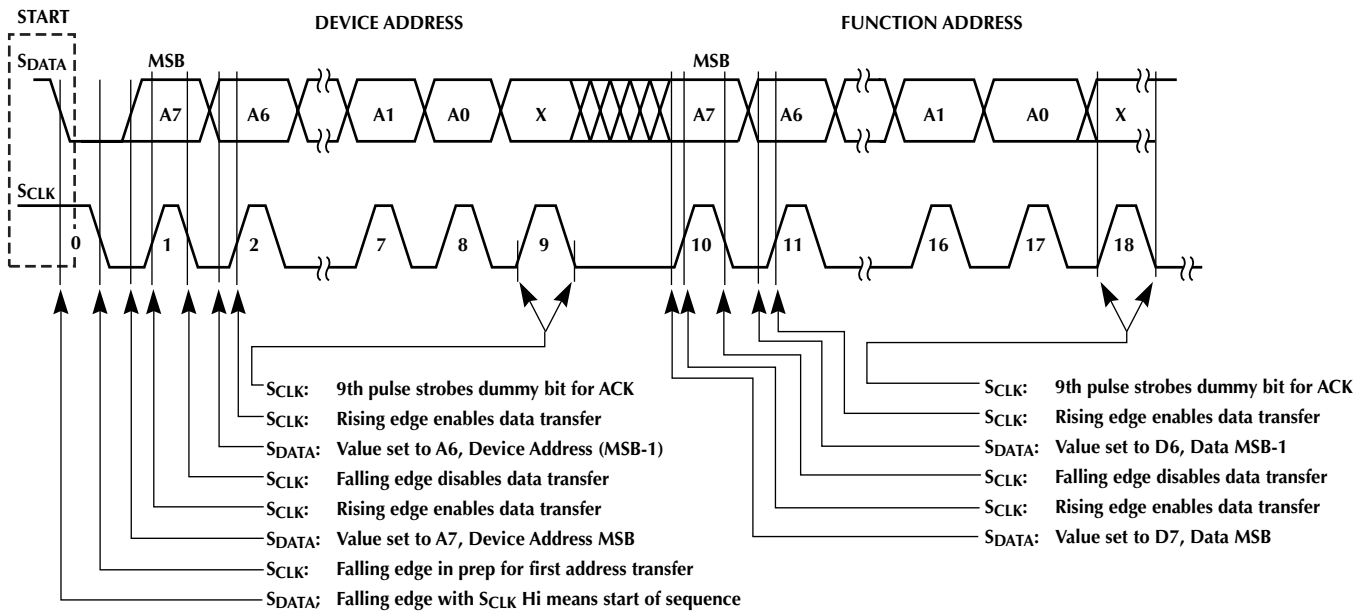 START
DEVICE ADDRESS
FUNCTION ADDRESS
SDATA
MSB
MSB
A7 A6 A1 A0 X A7 A6 A1 A0 X
SCLK
0 1 2 7 8 9 10 11 16 17 18
SCLK: 9th pulse strobes dummy bit for ACK
SCLK: Rising edge enables data transfer
SDATA: Value set to A6, Device Address (MSB-1)
SCLK: Falling edge disables data transfer
SCLK: Rising edge enables data transfer
SDATA: Value set to A7, Device Address MSB
SCLK: Falling edge in prep for first address transfer
SDATA; Falling edge with SCLK Hi means start of sequence
SCLK: 9th pulse strobes dummy bit for ACK
SCLK: Rising edge enables data transfer
SDATA: Value set to D6, Data MSB-1
SCLK: Falling edge disables data transfer
SCLK: Rising edge enables data transfer
SDATA: Value set to D7, Data MSB